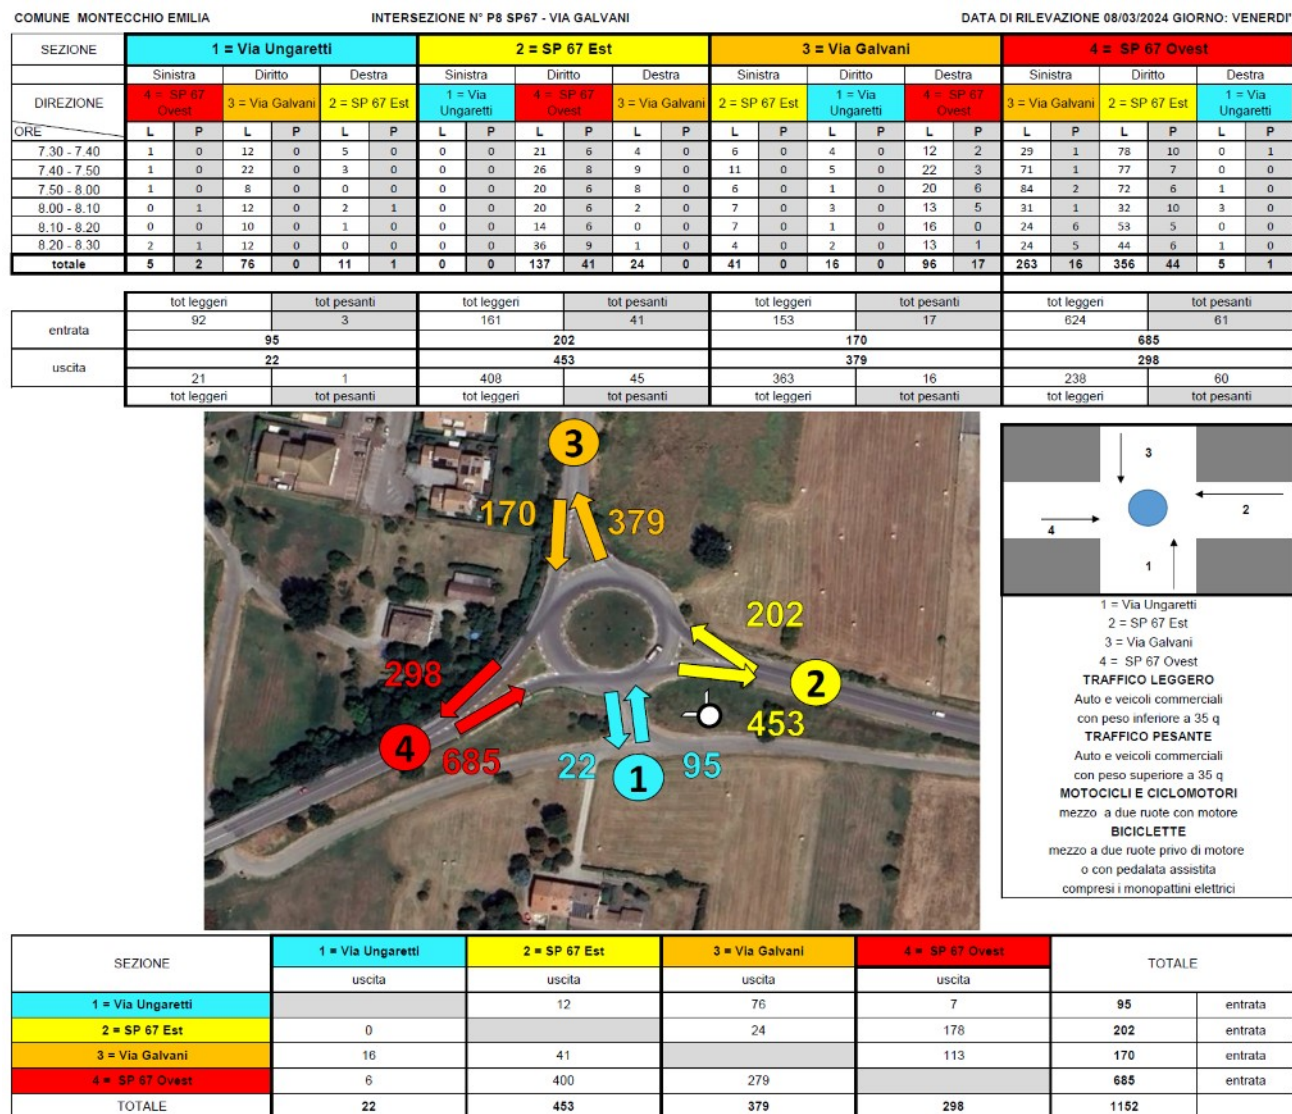 COMUNE MONTECCHIO EMILIA INTERSEZIONE N° P8 SP67 - VIA GALVANI DATA DI RILEVAZIONE 08/03/2024 GIORNO: VENERDI'
SEZIONE 1 = Via Ungaretti 2 = SP 67 Est 3 = Via Galvani 4 = SP 67 Ovest
Sinistra Diritto Destra Sinistra Diritto Destra Sinistra Diritto Destra Sinistra Diritto Destra
DIREZIONE 4 = SP 67 Ovest 3 = Via Galvani 2 = SP 67 Est 1 = Via Ungaretti 4 = SP 67 Ovest 3 = Via Galvani 2 = SP 67 Est 1 = Via Ungaretti 4 = SP 67 Ovest 3 = Via Galvani 2 = SP 67 Est 1 = Via Ungaretti
ORE L P L P L P L P L P L P L P L P L P L P L P L P
7.30 - 7.40 1 0 12 0 5 0 0 0 21 6 4 0 6 0 4 0 12 2 29 1 78 10 0 1
7.40 - 7.50 1 0 22 0 3 0 0 0 26 8 9 0 11 0 5 0 22 3 71 1 77 7 0 0
7.50 - 8.00 1 0 8 0 0 0 0 0 20 6 8 0 6 0 1 0 20 6 84 2 72 6 1 0
8.00 - 8.10 0 1 12 0 2 1 0 0 20 6 2 0 7 0 3 0 13 5 31 1 32 10 3 0
8.10 - 8.20 0 0 10 0 1 0 0 0 14 6 0 0 7 0 1 0 16 0 24 6 53 5 0 0
8.20 - 8.30 2 1 12 0 0 0 0 0 36 9 1 0 4 0 2 0 13 1 24 5 44 6 1 0
totale 5 2 76 0 11 1 0 0 137 41 24 0 41 0 16 0 96 17 263 16 356 44 5 1
tot leggeri tot pesanti tot leggeri tot pesanti tot leggeri tot pesanti tot leggeri tot pesanti
entrata 92 3 161 41 153 17 624 61
95 202 170 685
uscita 22 453 379 298
21 1 408 45 363 16 238 60
tot leggeri tot pesanti tot leggeri tot pesanti tot leggeri tot pesanti tot leggeri tot pesanti
3
170 379
202
298
2
453
4
685 22 1 95
3
2
4
1
1 = Via Ungaretti
2 = SP 67 Est
3 = Via Galvani
4 = SP 67 Ovest
TRAFFICO LEGGERO
Auto e veicoli commerciali
con peso inferiore a 35 q
TRAFFICO PESANTE
Auto e veicoli commerciali
con peso superiore a 35 q
MOTOCICLI E CICLOMOTORI
mezzo a due ruote con motore
BICICLETTE
mezzo a due ruote privo di motore
o con pedalata assistita
compresi i monopattini elettrici
SEZIONE 1 = Via Ungaretti 2 = SP 67 Est 3 = Via Galvani 4 = SP 67 Ovest TOTALE
uscita uscita uscita uscita
1 = Via Ungaretti 12 76 7 95 entrata
2 = SP 67 Est 0 24 178 202 entrata
3 = Via Galvani 16 41 113 170 entrata
4 = SP 67 Ovest 6 400 279 685 entrata
TOTALE 22 453 379 298 1152